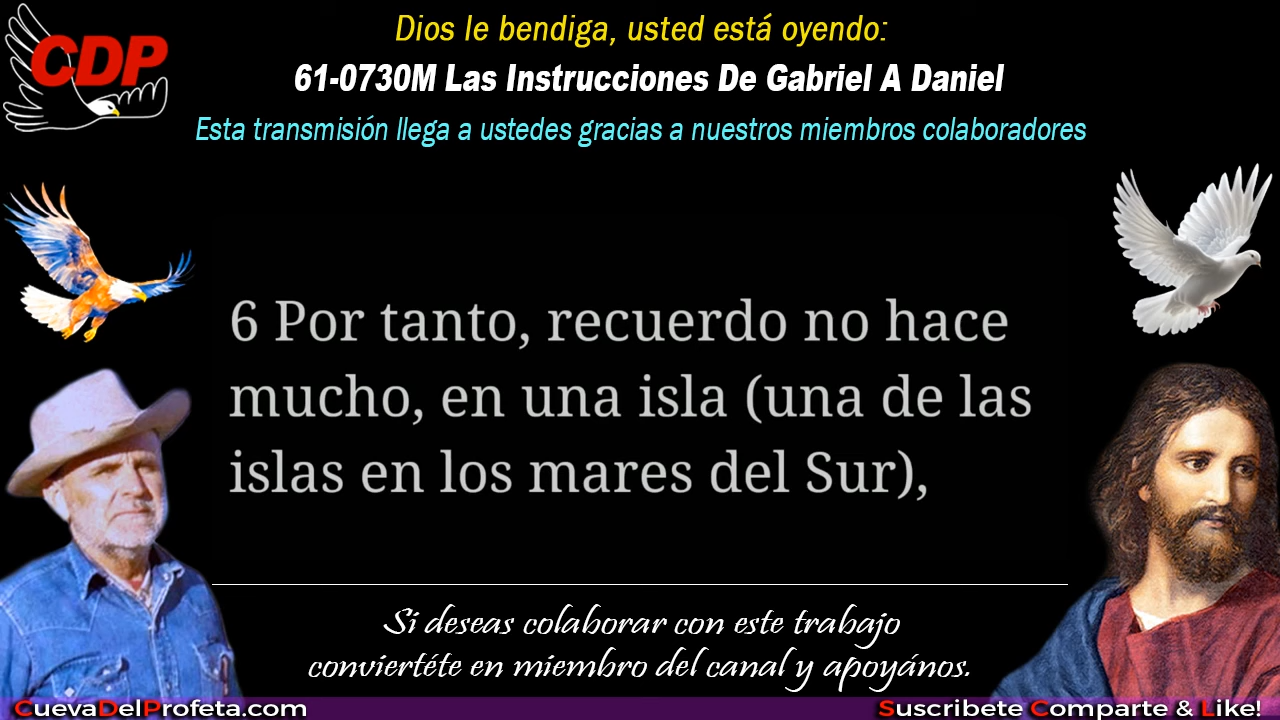 CDP
Dios le bendiga, usted está oyendo:
61-0730M Las Instrucciones De Gabriel A Daniel
Esta transmisión llega a ustedes gracias a nuestros miembros colaboradores
6 Por tanto, recuerdo no hace
mucho, en una isla (una de las
islas en los mares del Sur),
Si deseas colaborar con este trabajo
conviertéte en miembro del canal y apoyános.
CuevaDelProfeta.com
Suscribete Comparte & Like!